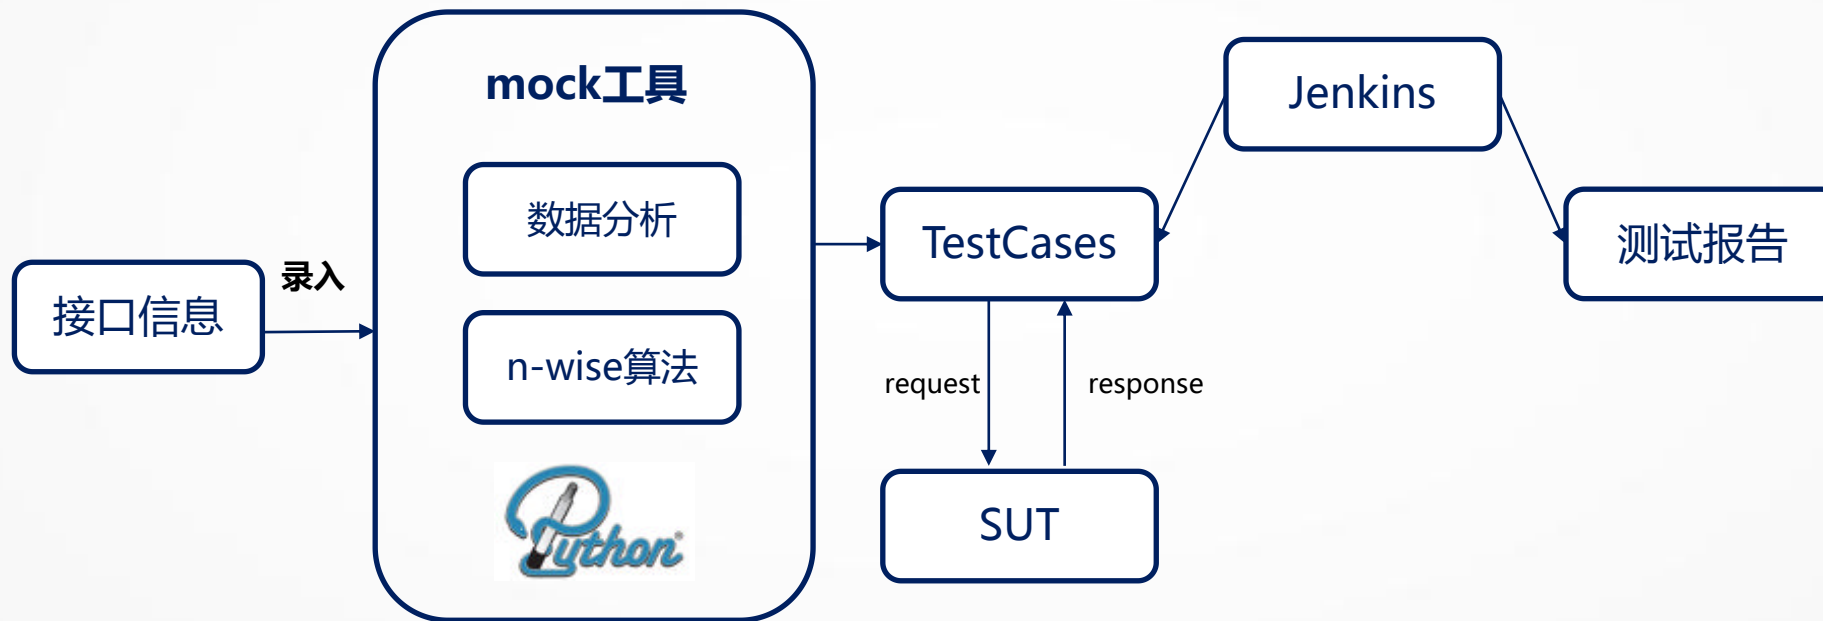 接口信息
录入
mock工具
数据分析
n-wise算法
Python®
TestCases
request
response
SUT
Jenkins
测试报告